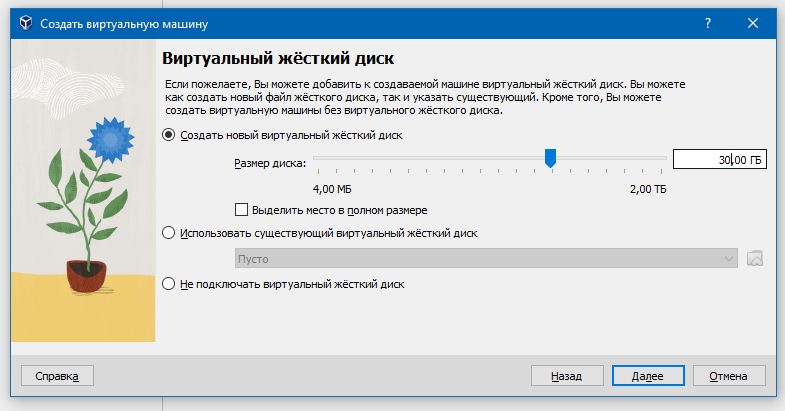 Создать виртуальную машину
Виртуальный жёсткий диск
Если пожелаете, Вы можете добавить к создаваемой машине виртуальный жёсткий диск. Вы можете
как создать новый файл жёсткого диска, так и указать существующий. Кроме того, Вы можете
создать виртуальную машины без виртуального жёсткого диска.
Создать новый виртуальный жёсткий диск
Размер диска:
30,00 ГБ
4,00 МБ
2,00 ТБ
Выделить место в полном размере
Использовать существующий виртуальный жёсткий диск
Пусто
Не подключать виртуальный жёсткий диск
Справка
Назад
Далее
Отмена